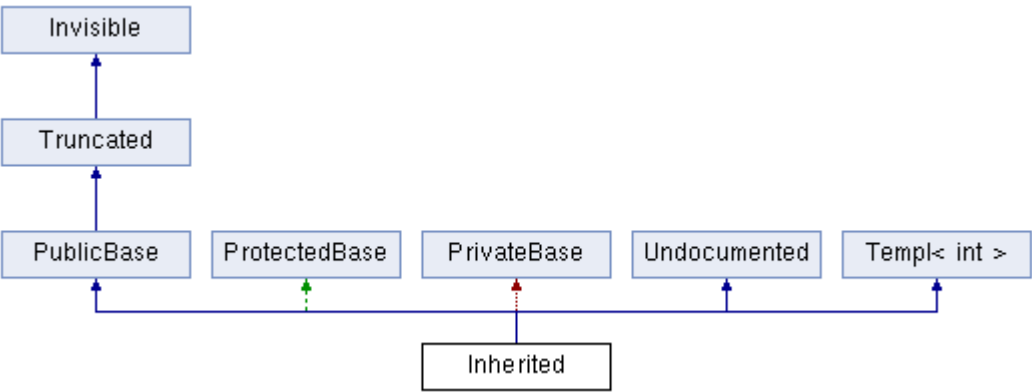 Invisible
Truncated
PublicBase
ProtectedBase
PrivateBase
Undocumented
Templ< int >
Inherited